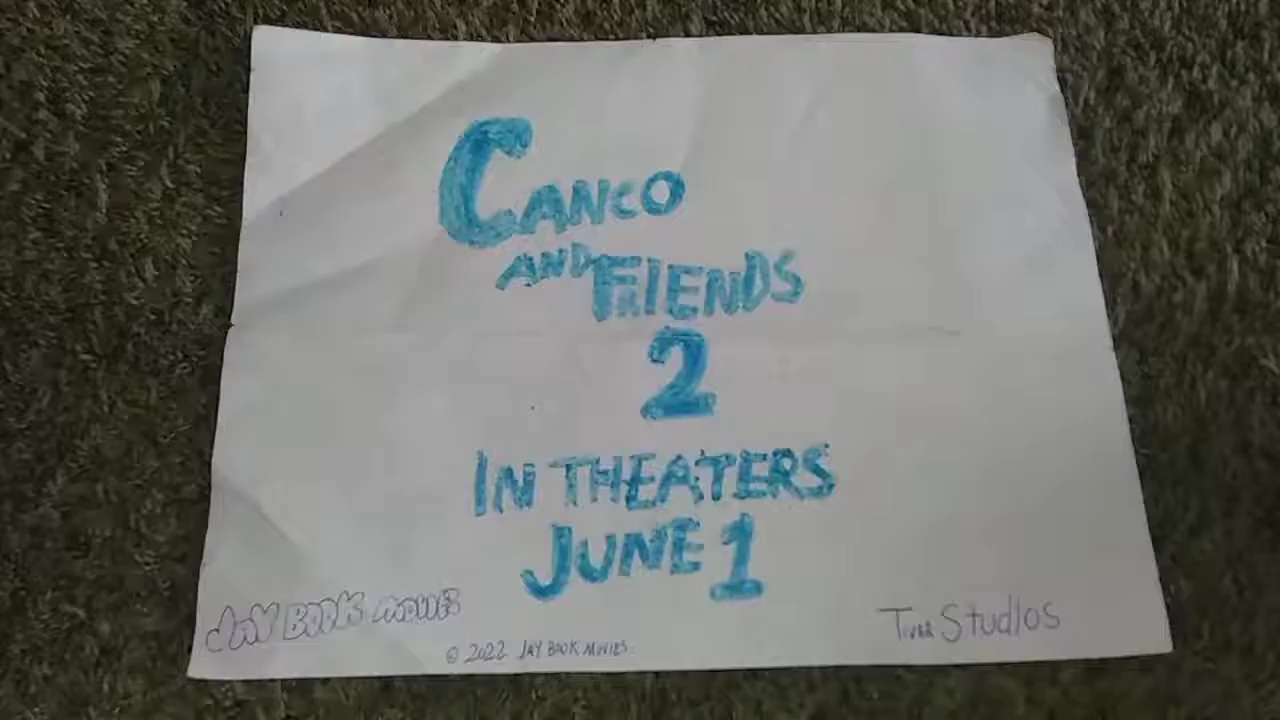 CANCO
AND FRIENDS
2
IN THEATERS
JUNE 1
JAY BOOK MOVIES
© 2022 JAY BOOK MOVIES.
Studios